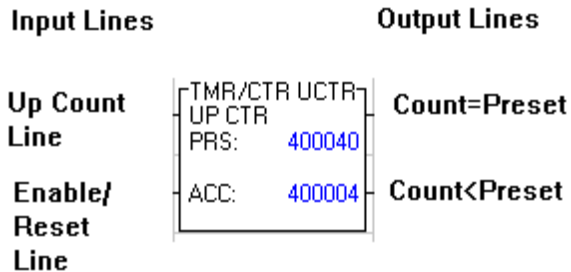 Input Lines
Output Lines
Up Count
Line
TMR/CTR UCTR
UP CTR
PRS: 400040
Count=Preset
Enable/
Reset
Line
ACC: 400004
Count<Preset